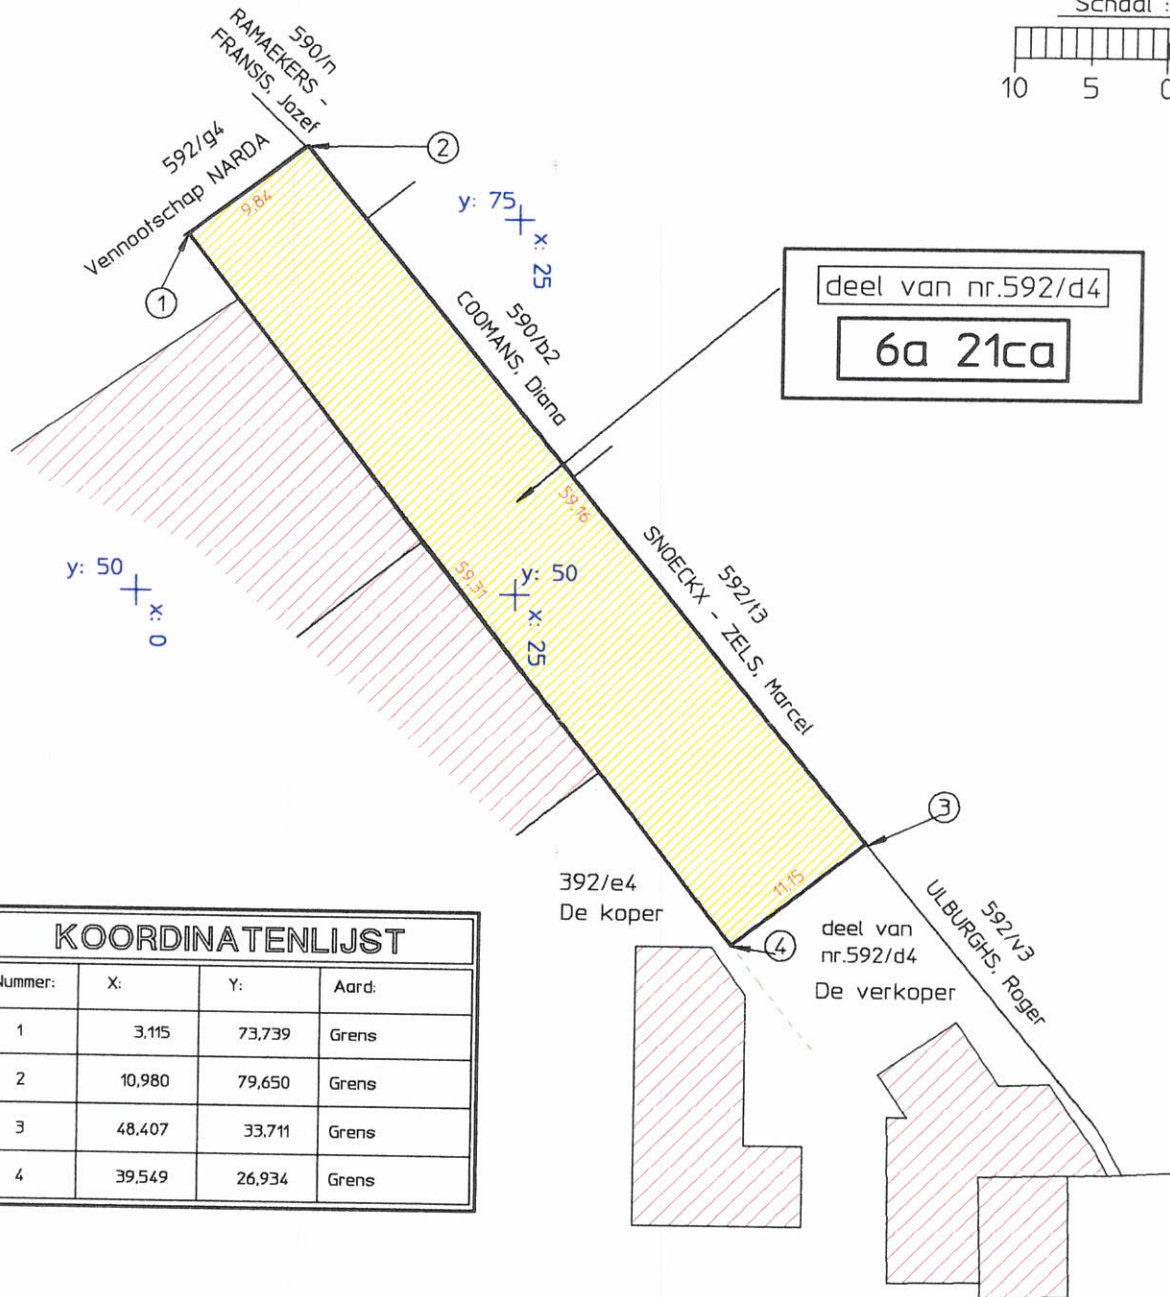 Schaal :
10 5 0
590/n
RAMAEKERS -
FRANSIS, Jozef
592/g4
Vennootschap NARDA
9,84
1
2
y: 75
x: 25
deel van nr.592/d4
6a 21ca
590/b2
COOMANS, Diana
59,16
59,31
y: 50
x: 0
y: 50
x: 25
592/f3
SNOECKX - ZELS, Marcel
3
11,15
392/e4
De koper
4
deel van
nr.592/d4
De verkoper
592/v3
ULBURGHS, Roger
KOORDINATENLIJST
Nummer: X: Y: Aard:
1 3,115 73,739 Grens
2 10,980 79,650 Grens
3 48,407 33,711 Grens
4 39,549 26,934 Grens